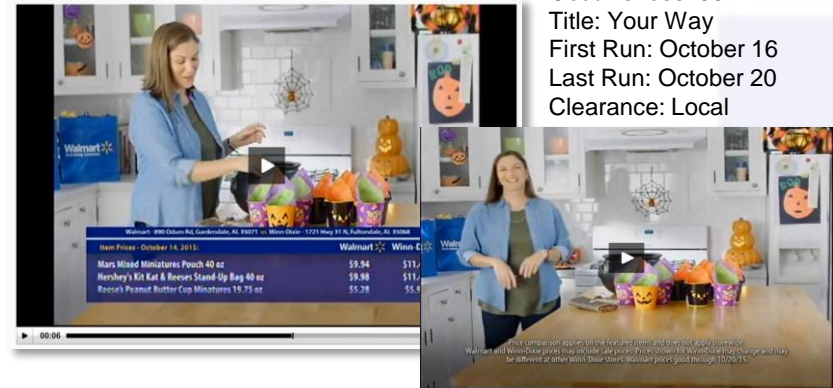 Title: Your Way
First Run: October 16
Last Run: October 20
Clearance: Local
BOO
Walmart
Walmart - 890 Odum Rd, Gardendale, AL 35071 vs Winn-Dixie - 1721 Hwy 31 N, Fultondale, AL 35068
Item Prices - October 14, 2015: Walmart Winn-D
Mars Mixed Miniatures Pouch 40 oz $9.94
Hershey's Kit Kat & Reeses Stand-Up Bag 40 oz $9.98
Reese's Peanut Butter Cup Minatures 19.75 oz $5.28
00:06
Price comparison applies on the featured items and does not apply storewide.
Walmart and Winn-Dixie prices may include sale prices. Prices shown for Winn-Dixie may change and may
be different at other Winn-Dixie stores. Walmart prices good through 10/20/15.